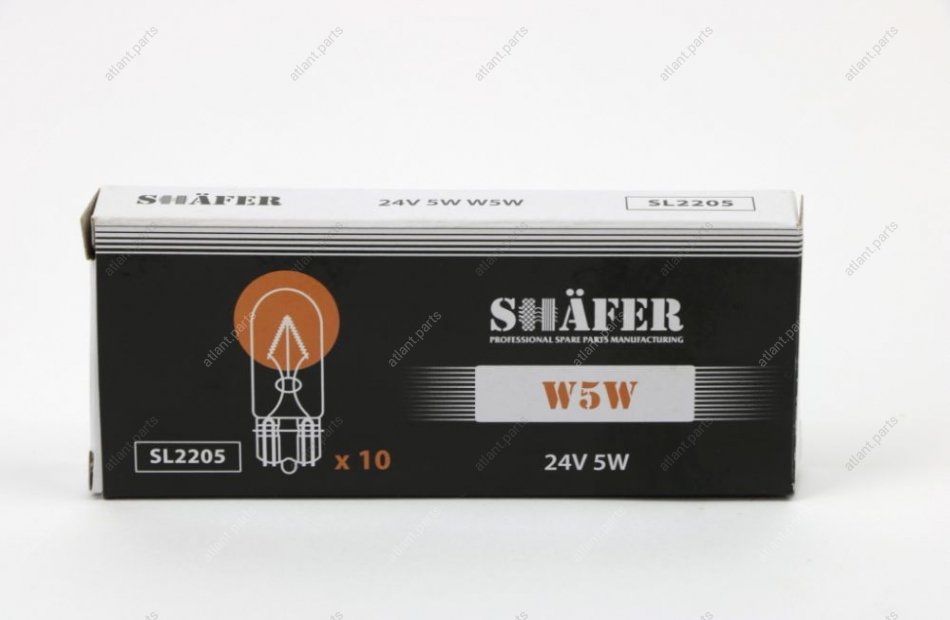 SHÄFER 24V 5W W5W SL2205
SHÄFER
PROFESSIONAL SPARE PARTS MANUFACTURING
W5W
SL2205 x 10 24V 5W
atlant.parts